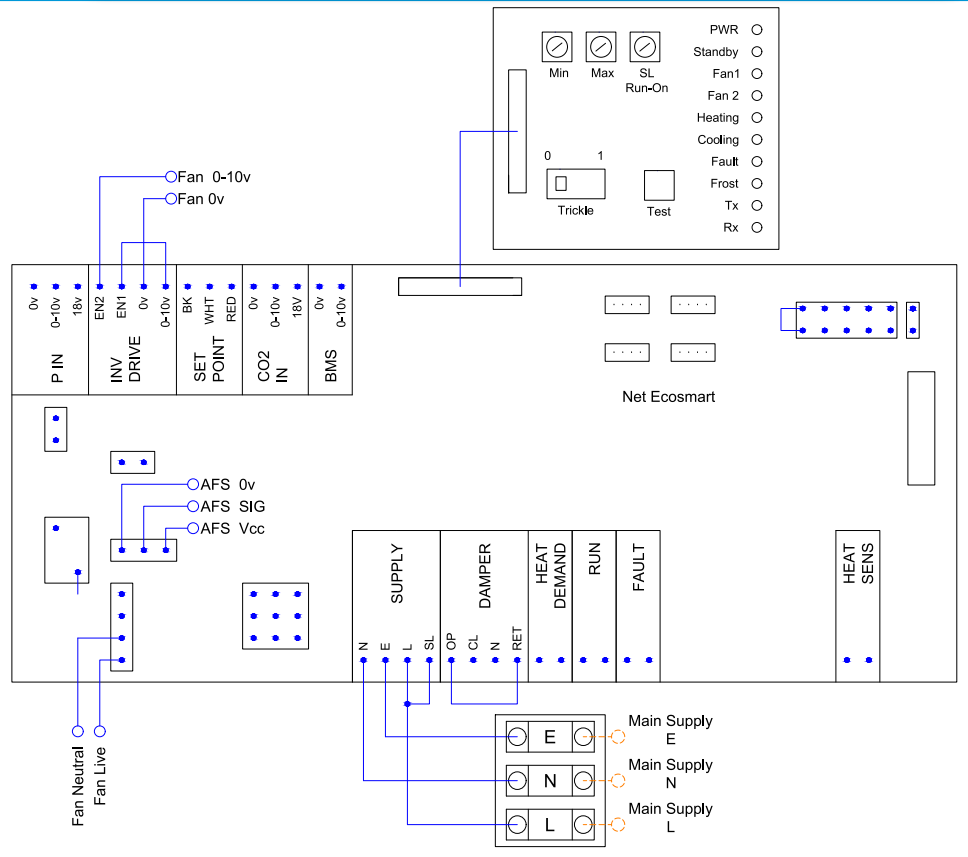 PWR
Standby
Fan1
Fan 2
Heating
Cooling
Fault
Frost
Tx
Rx
Min
Max
SL
Run-On
0
1
Trickle
Test
Fan 0-10v
Fan 0v
0v
0-10v
18v
EN2
EN1
0v
0-10v
BK
WHT
RED
0v
0-10v
18V
0v
0-10v
P IN
INV
DRIVE
SET
POINT
CO2
IN
BMS
Net Ecosmart
AFS 0v
AFS SIG
AFS Vcc
SUPPLY
DAMPER
HEAT
DEMAND
RUN
FAULT
HEAT
SENS
N
E
L
SL
OP
CL
N
RET
Fan Neutral
Fan Live
E
Main Supply
E
N
Main Supply
N
L
Main Supply
L